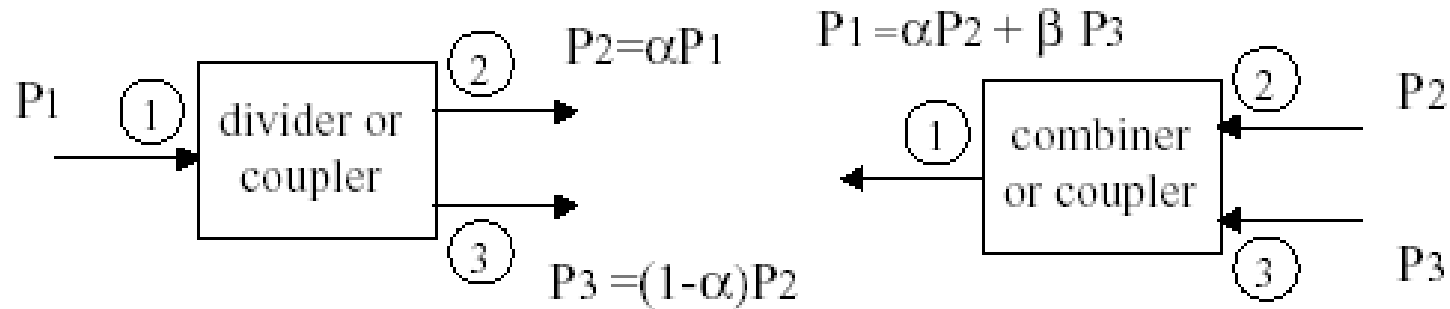 P1
1
divider or
coupler
2
P2=αP1
3
P3 =(1-α)P2
P1 =αP2 + β P3
1
combiner
or coupler
2
P2
3
P3